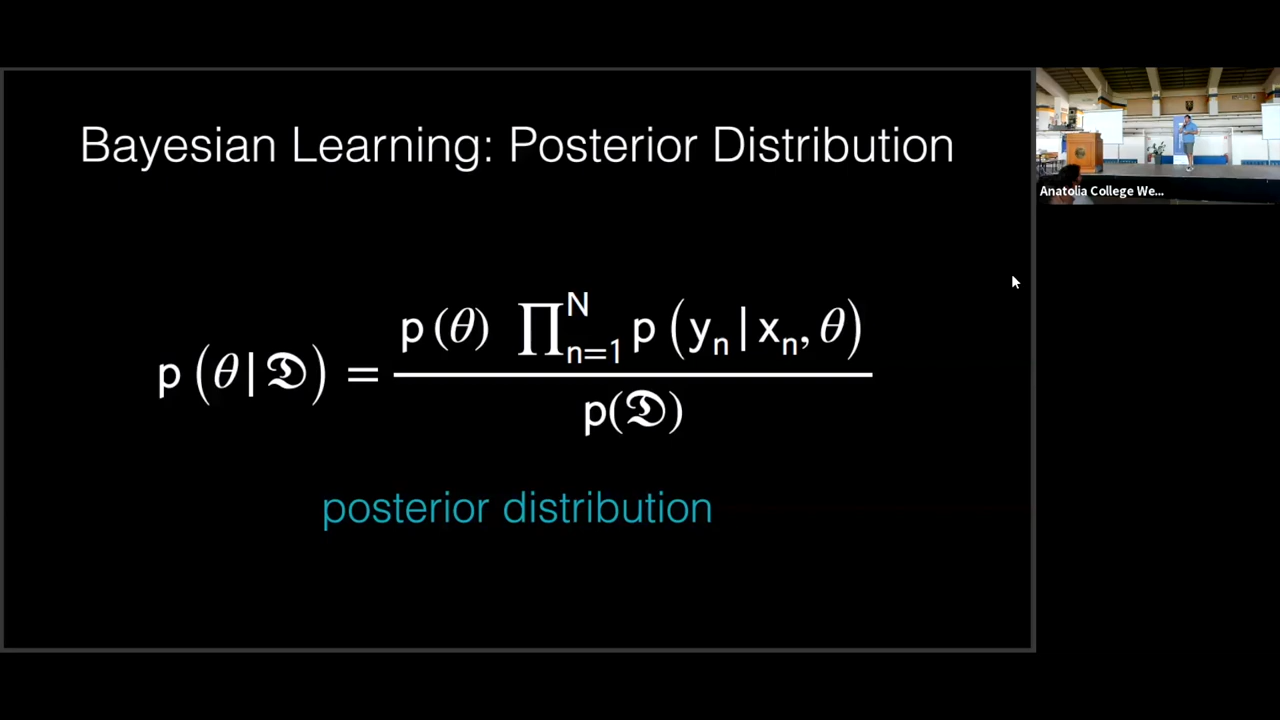 Bayesian Learning: Posterior Distribution
p (θ | 𝔇) = p (θ) ∏ₙ₌₁ᴺ p (yₙ | xₙ, θ) / p(𝔇)
posterior distribution
Anatolia College We...